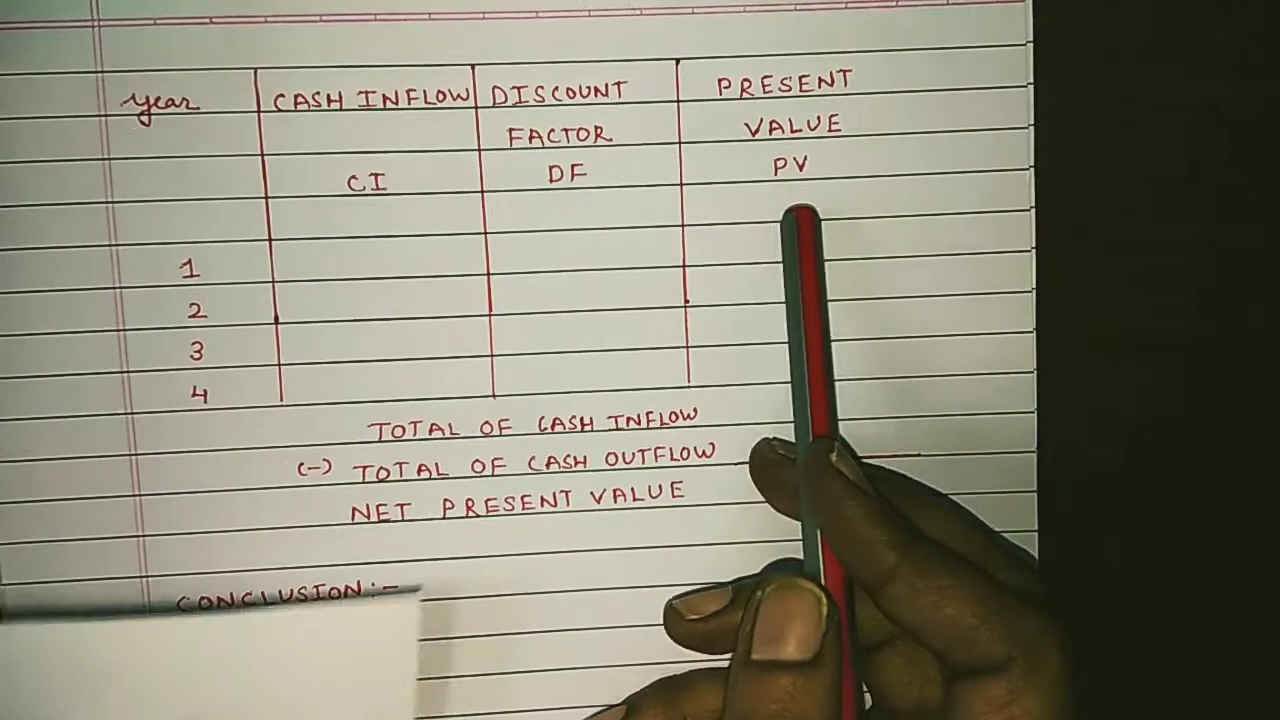 year CASH INFLOW DISCOUNT PRESENT
FACTOR VALUE
CI DF PV
1
2
3
4
TOTAL OF CASH INFLOW
(-) TOTAL OF CASH OUTFLOW
NET PRESENT VALUE
CONCLUSION:-